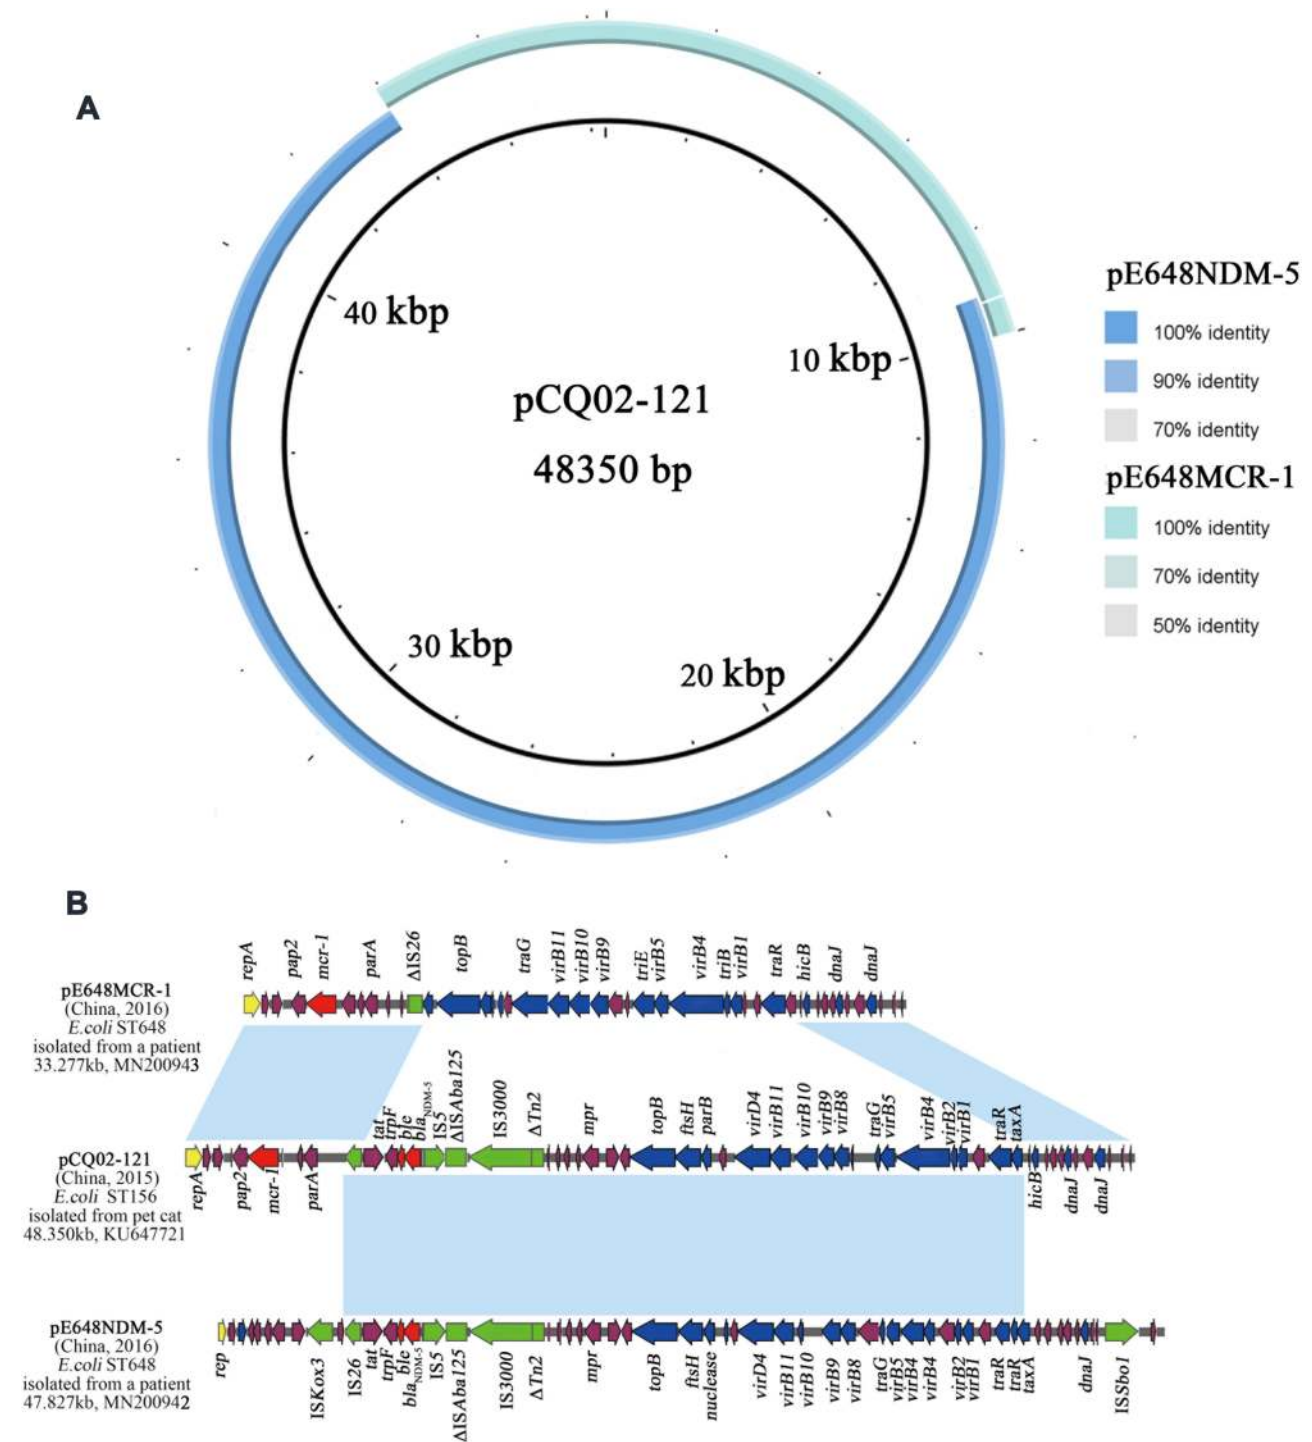 A
40 kbp
10 kbp
pCQ02-121
48350 bp
30 kbp
20 kbp
pE648NDM-5
100% identity
90% identity
70% identity
pE648MCR-1
100% identity
70% identity
50% identity
B
repA pap2 mcr-1 parA ΔIS26 topB traG virB11 virB10 virB9 triE virB5 virB4 triB virB1 traR hicB dnaJ dnaJ
pE648MCR-1
(China, 2016)
E.coli ST648
isolated from a patient
33.277kb, MN200943
tat trpF ble blaNDM-5 IS5 ΔISAba125 IS3000 ΔTn2 mpr topB ftsH parB virD4 virB11 virB10 virB9 virB8 traG virB5 virB4 virB2 virB1 traR taxA
pCQ02-121
(China, 2015)
E.coli ST156
isolated from pet cat
48.350kb, KU647721
repA pap2 mcr-1 parA hicB dnaJ dnaJ
pE648NDM-5
(China, 2016)
E.coli ST648
isolated from a patient
47.827kb, MN200942
rep ISKox3 IS26 tat trpF ble blaNDM-5 IS5 ΔISAba125 IS3000 ΔTn2 mpr topB ftsH nuclease virD4 virB11 virB10 virB9 virB8 traG virB5 virB4 virB4 virB2 virB1 traR traR taxA dnaJ ISSbo1